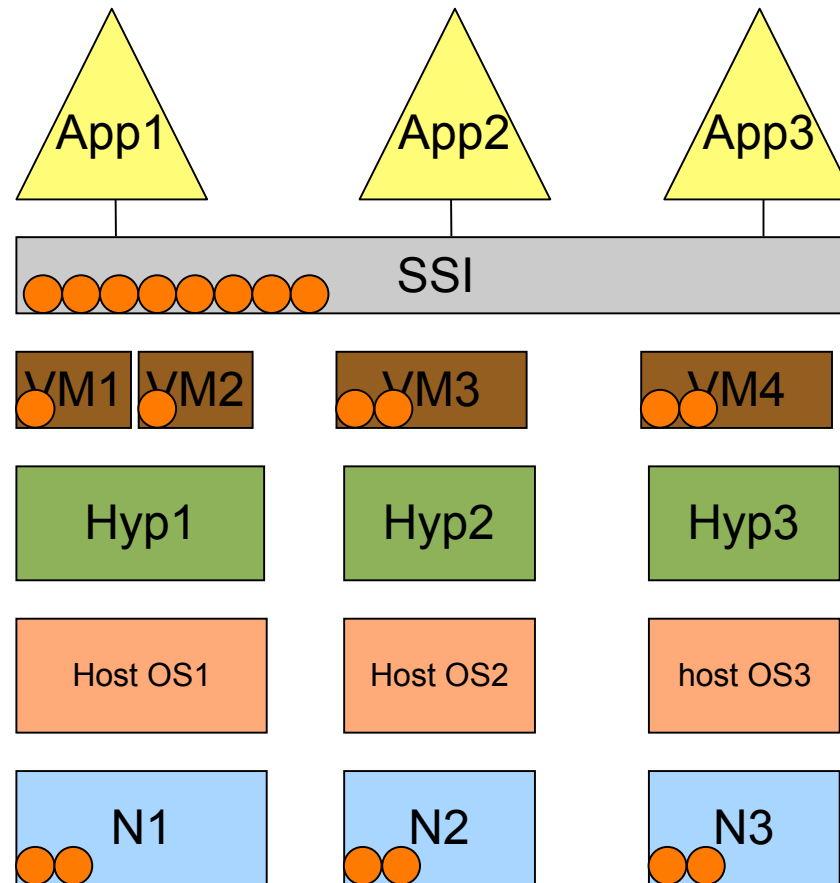 App1
App2
App3
SSI
VM1
VM2
VM3
VM4
Hyp1
Hyp2
Hyp3
Host OS1
Host OS2
host OS3
N1
N2
N3